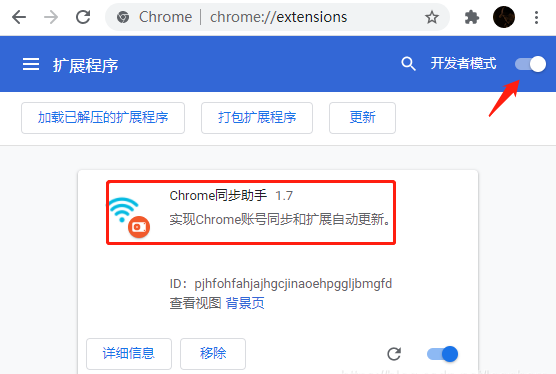 Chrome | chrome://extensions
扩展程序
开发者模式
加载已解压的扩展程序
打包扩展程序
更新
Chrome同步助手 1.7
实现Chrome账号同步和扩展自动更新。
ID：pjhfohfahjajhgcjinaoehpggljbmgfd
查看视图 背景页
详细信息
移除